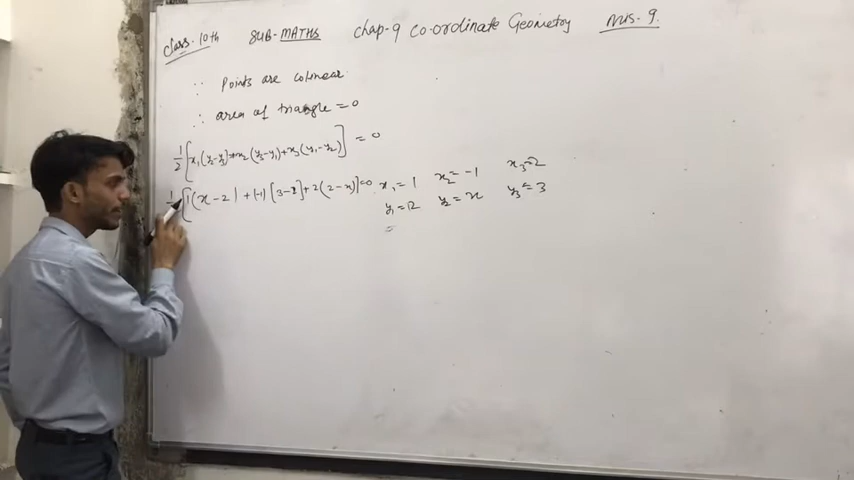 Class. 10th SUB-MATHS Chap-9 Co-ordinate Geometry mis. 9.
∵ Points are colinear
∴ area of triangle = 0
1/2 [x₁(y₂-y₃)+x₂(y₃-y₁)+x₃(y₁-y₂)] = 0
[1(x-2) + (-1)[3-2]+2(2-x)]=0
x₁=1 x₂=-1 x₃=2
y₁=2 y₂=x y₃=3
=